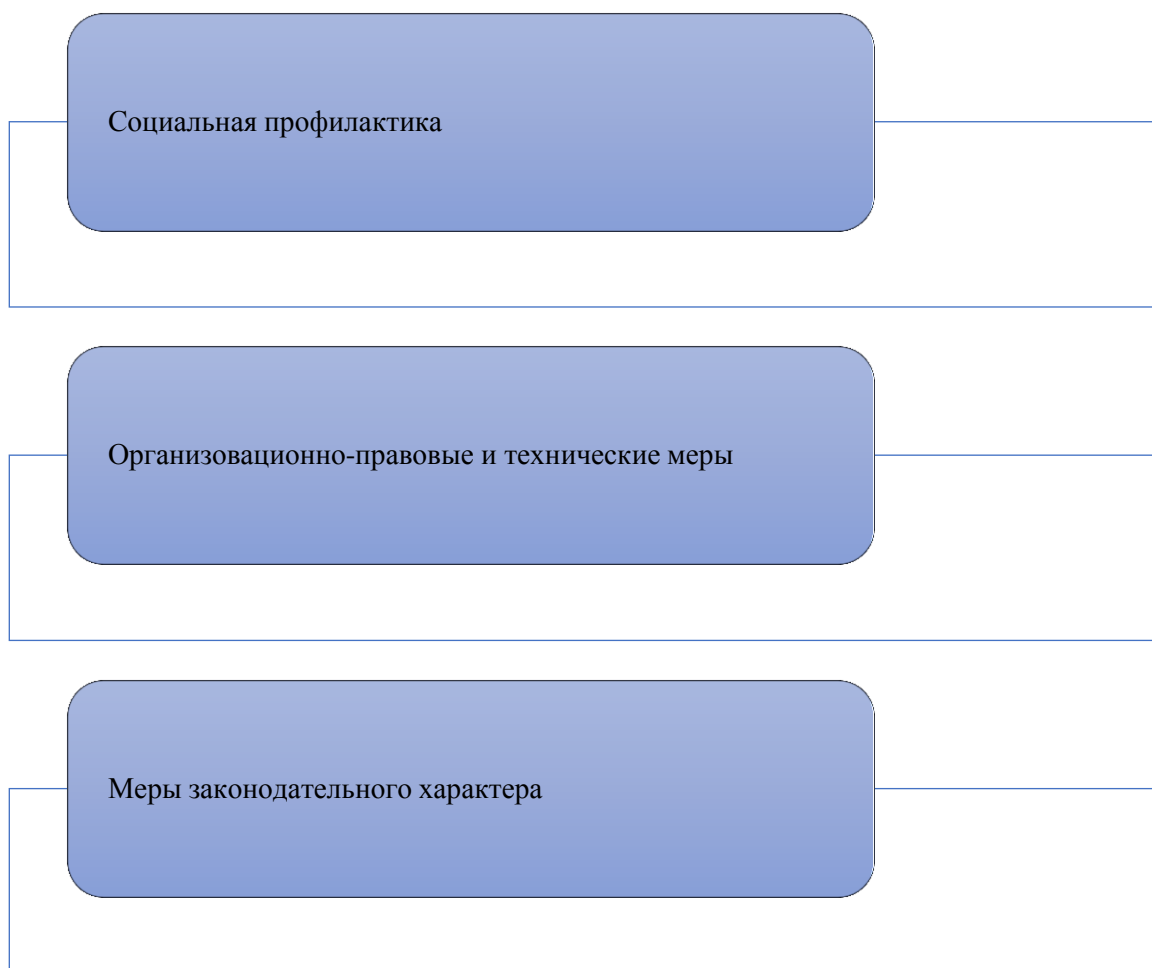 Социальная профилактика
Организовационно-правовые и технические меры
Меры законодательного характера